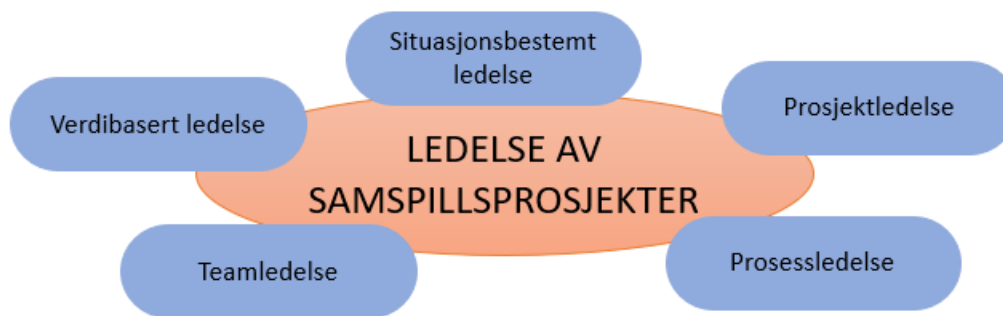 Situasjonsbestemt
ledelse
Verdibasert ledelse
Prosjektledelse
LEDELSE AV
SAMSPILLSPROSJEKTER
Teamledelse
Prosessledelse